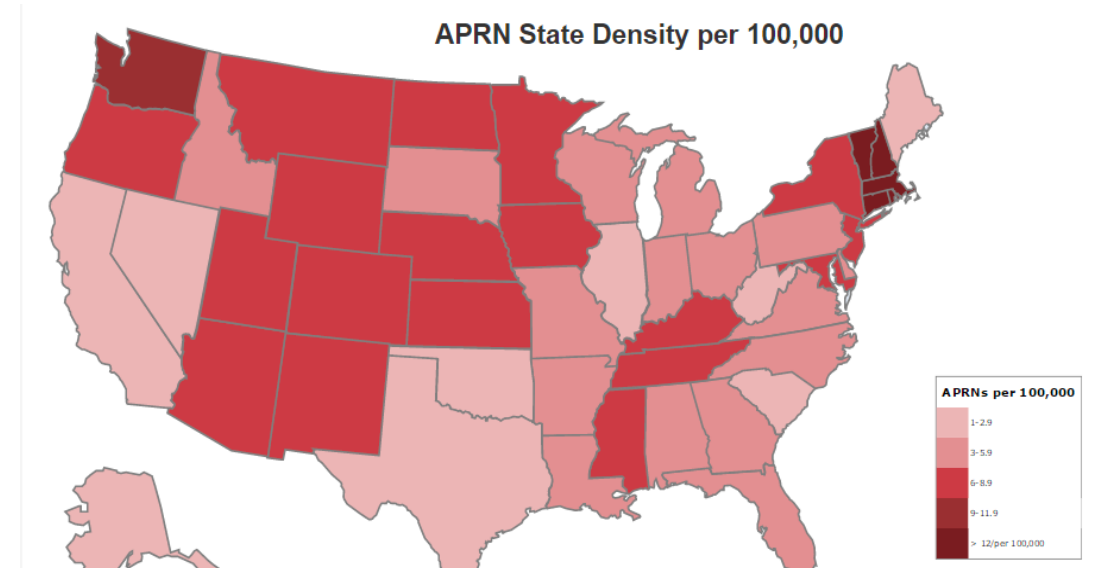 APRN State Density per 100,000
APRNs per 100,000
1-2.9
3-5.9
6-8.9
9-11.9
> 12/per 100,000